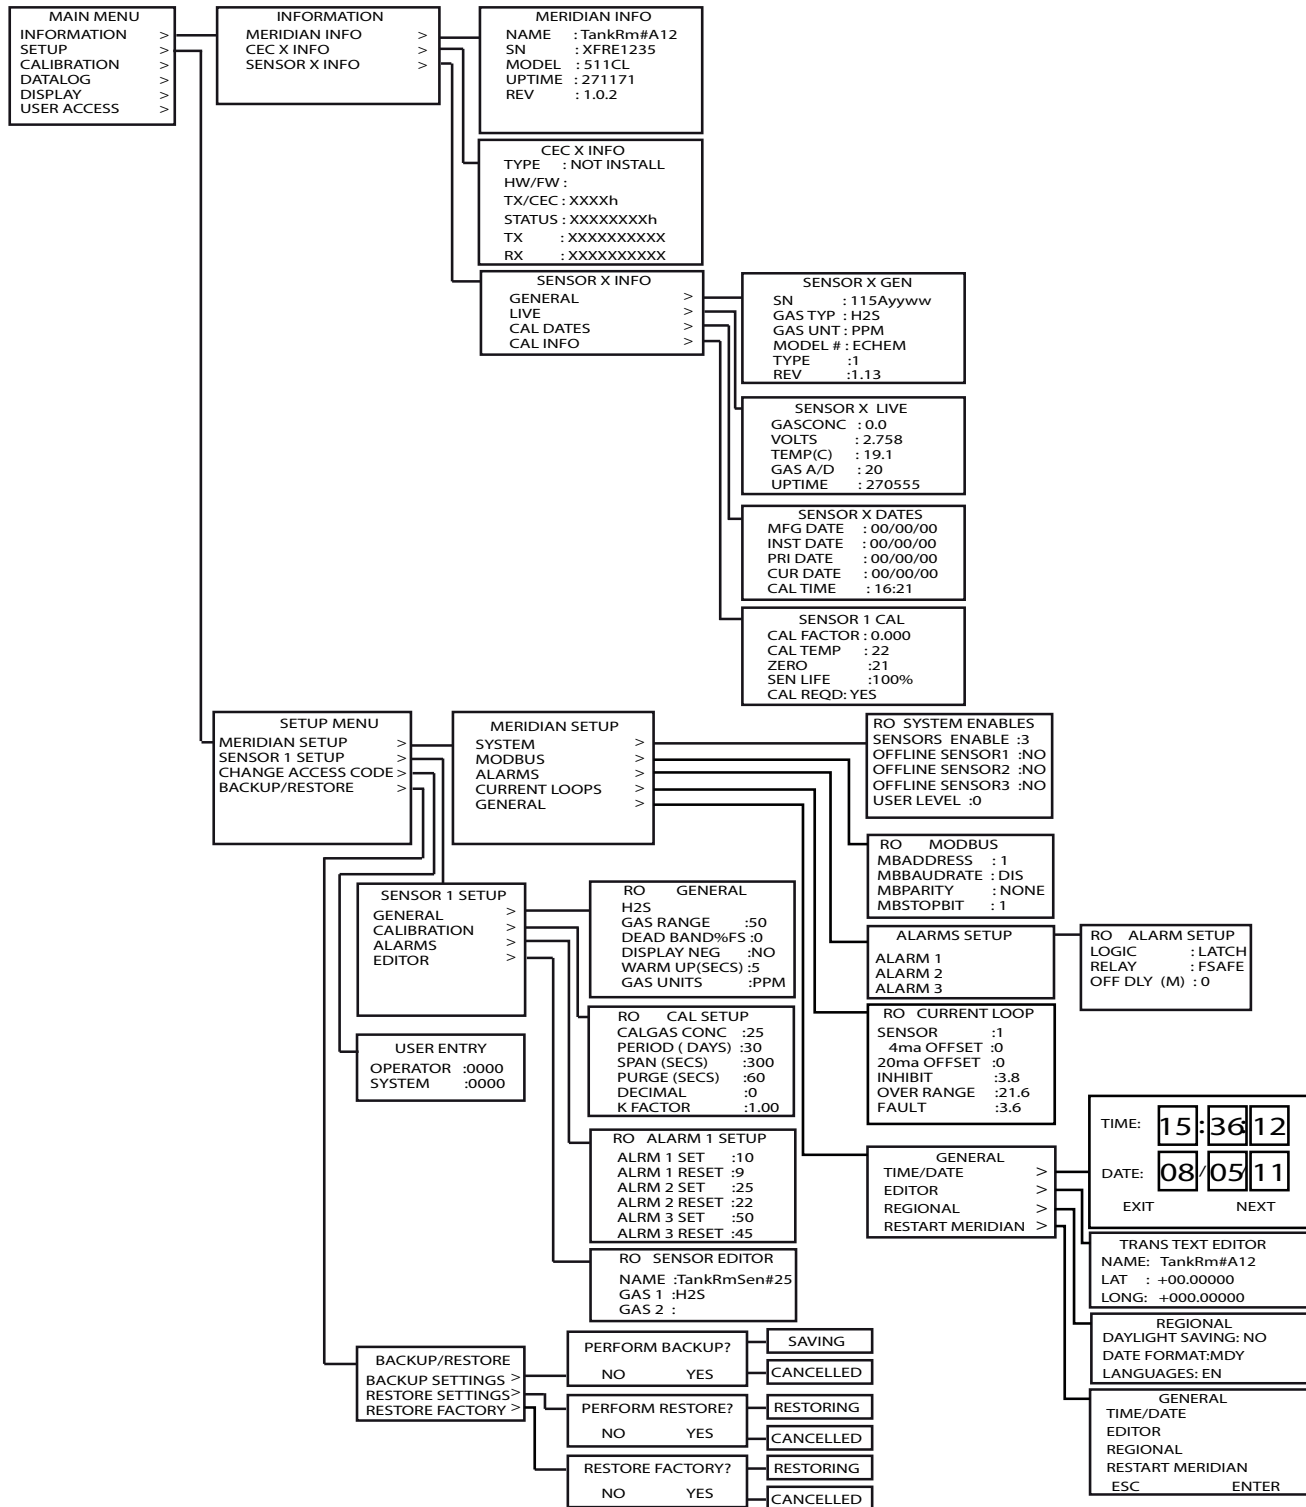 MAIN MENU
INFORMATION >
SETUP >
CALIBRATION >
DATALOG >
DISPLAY >
USER ACCESS >
INFORMATION
MERIDIAN INFO >
CEC X INFO >
SENSOR X INFO >
MERIDIAN INFO
NAME : TankRm#A12
SN : XFRE1235
MODEL : 511CL
UPTIME : 271171
REV : 1.0.2
CEC X INFO
TYPE : NOT INSTALL
HW/FW :
TX/CEC : XXXXh
STATUS : XXXXXXXXh
TX : XXXXXXXXXX
RX : XXXXXXXXXX
SENSOR X INFO
GENERAL >
LIVE >
CAL DATES >
CAL INFO >
SENSOR X GEN
SN : 115Ayyww
GAS TYP : H2S
GAS UNT : PPM
MODEL # : ECHEM
TYPE :1
REV :1.13
SENSOR X LIVE
GASCONC : 0.0
VOLTS : 2.758
TEMP(C) : 19.1
GAS A/D : 20
UPTIME : 270555
SENSOR X DATES
MFG DATE : 00/00/00
INST DATE : 00/00/00
PRI DATE : 00/00/00
CUR DATE : 00/00/00
CAL TIME : 16:21
SENSOR 1 CAL
CAL FACTOR : 0.000
CAL TEMP : 22
ZERO :21
SEN LIFE :100%
CAL REQD: YES
SETUP MENU
MERIDIAN SETUP >
SENSOR 1 SETUP >
CHANGE ACCESS CODE >
BACKUP/RESTORE >
MERIDIAN SETUP
SYSTEM >
MODBUS >
ALARMS >
CURRENT LOOPS >
GENERAL >
RO SYSTEM ENABLES
SENSORS ENABLE :3
OFFLINE SENSOR1 :NO
OFFLINE SENSOR2 :NO
OFFLINE SENSOR3 :NO
USER LEVEL :0
RO MODBUS
MBADDRESS : 1
MBBAUDRATE : DIS
MBPARITY : NONE
MBSTOPBIT : 1
ALARMS SETUP
ALARM 1
ALARM 2
ALARM 3
RO ALARM SETUP
LOGIC : LATCH
RELAY : FSAFE
OFF DLY (M) : 0
RO CURRENT LOOP
SENSOR :1
4ma OFFSET :0
20ma OFFSET :0
INHIBIT :3.8
OVER RANGE :21.6
FAULT :3.6
GENERAL
TIME/DATE >
EDITOR >
REGIONAL >
RESTART MERIDIAN >
TIME: 15 : 36 : 12
DATE: 08 / 05 / 11
EXIT NEXT
TRANS TEXT EDITOR
NAME: TankRm#A12
LAT : +00.00000
LONG: +000.00000
REGIONAL
DAYLIGHT SAVING: NO
DATE FORMAT:MDY
LANGUAGES: EN
GENERAL
TIME/DATE
EDITOR
REGIONAL
RESTART MERIDIAN
ESC ENTER
SENSOR 1 SETUP
GENERAL >
CALIBRATION >
ALARMS >
EDITOR >
RO GENERAL
H2S
GAS RANGE :50
DEAD BAND%FS :0
DISPLAY NEG :NO
WARM UP(SECS) :5
GAS UNITS :PPM
RO CAL SETUP
CALGAS CONC :25
PERIOD ( DAYS) :30
SPAN (SECS) :300
PURGE (SECS) :60
DECIMAL :0
K FACTOR :1.00
RO ALARM 1 SETUP
ALRM 1 SET :10
ALRM 1 RESET :9
ALRM 2 SET :25
ALRM 2 RESET :22
ALRM 3 SET :50
ALRM 3 RESET :45
RO SENSOR EDITOR
NAME :TankRmSen#25
GAS 1 :H2S
GAS 2 :
USER ENTRY
OPERATOR :0000
SYSTEM :0000
BACKUP/RESTORE
BACKUP SETTINGS >
RESTORE SETTINGS >
RESTORE FACTORY >
PERFORM BACKUP?
NO YES
SAVING
CANCELLED
PERFORM RESTORE?
NO YES
RESTORING
CANCELLED
RESTORE FACTORY?
NO YES
RESTORING
CANCELLED